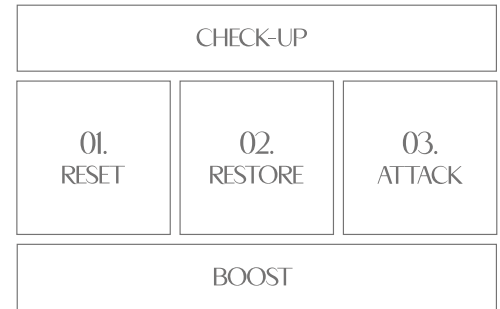 CHECK-UP
01.
RESET
02.
RESTORE
03.
ATTACK
BOOST